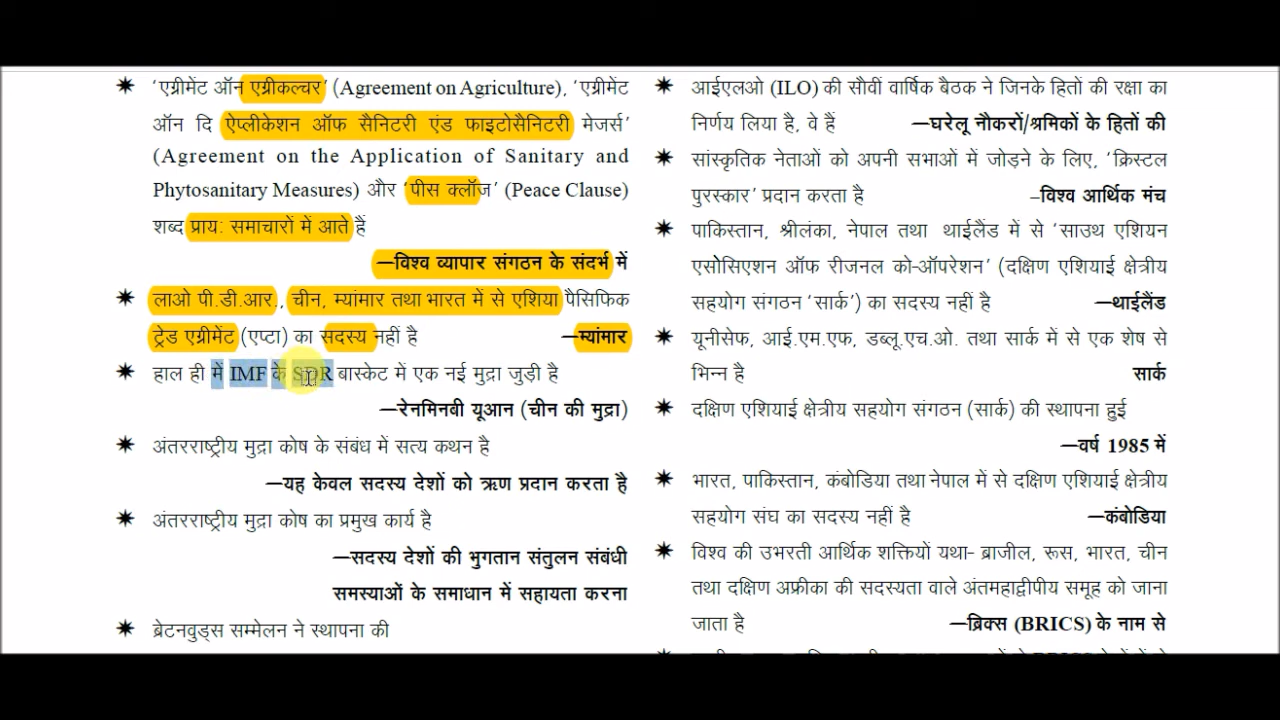 ✷ 'एग्रीमेंट ऑन एग्रीकल्चर' (Agreement on Agriculture), 'एग्रीमेंट
ऑन दि ऐप्लीकेशन ऑफ सैनिटरी एंड फाइटोसैनिटरी मेजर्स'
(Agreement on the Application of Sanitary and
Phytosanitary Measures) और 'पीस क्लॉज' (Peace Clause)
शब्द प्राय: समाचारों में आते हैं
—विश्व व्यापार संगठन के संदर्भ में
✷ लाओ पी.डी.आर., चीन, म्यांमार तथा भारत में से एशिया पैसिफिक
ट्रेड एग्रीमेंट (एप्टा) का सदस्य नहीं है —म्यांमार
✷ हाल ही में IMF के SDR बास्केट में एक नई मुद्रा जुड़ी है
—रेनमिनबी यूआन (चीन की मुद्रा)
✷ अंतरराष्ट्रीय मुद्रा कोष के संबंध में सत्य कथन है
—यह केवल सदस्य देशों को ऋण प्रदान करता है
✷ अंतरराष्ट्रीय मुद्रा कोष का प्रमुख कार्य है
—सदस्य देशों की भुगतान संतुलन संबंधी
समस्याओं के समाधान में सहायता करना
✷ ब्रेटनवुड्स सम्मेलन ने स्थापना की
आईएलओ (ILO) की सौवीं वार्षिक बैठक ने जिनके हितों की रक्षा का
निर्णय लिया है, वे हैं —घरेलू नौकरों/श्रमिकों के हितों की
✷ सांस्कृतिक नेताओं को अपनी सभाओं में जोड़ने के लिए, 'क्रिस्टल
पुरस्कार' प्रदान करता है –विश्व आर्थिक मंच
✷ पाकिस्तान, श्रीलंका, नेपाल तथा थाईलैंड में से 'साउथ एशियन
एसोसिएशन ऑफ रीजनल को-ऑपरेशन' (दक्षिण एशियाई क्षेत्रीय
सहयोग संगठन 'सार्क') का सदस्य नहीं है —थाईलैंड
✷ यूनीसेफ, आई.एम.एफ, डब्लू.एच.ओ. तथा सार्क में से एक शेष से
भिन्न है सार्क
✷ दक्षिण एशियाई क्षेत्रीय सहयोग संगठन (सार्क) की स्थापना हुई
—वर्ष 1985 में
✷ भारत, पाकिस्तान, कंबोडिया तथा नेपाल में से दक्षिण एशियाई क्षेत्रीय
सहयोग संघ का सदस्य नहीं है —कंबोडिया
✷ विश्व की उभरती आर्थिक शक्तियों यथा- ब्राजील, रूस, भारत, चीन
तथा दक्षिण अफ्रीका की सदस्यता वाले अंतमहाद्वीपीय समूह को जाना
जाता है —ब्रिक्स (BRICS) के नाम से